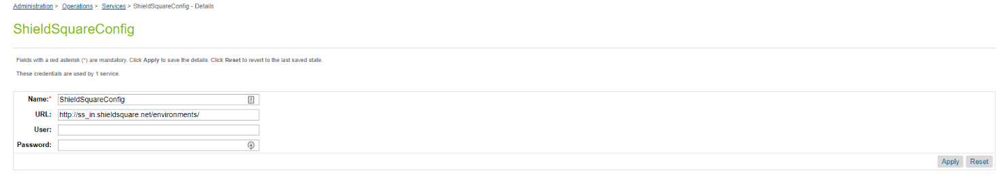 Administration > Operations > Services > ShieldSquareConfig - Details
ShieldSquareConfig
Fields with a red asterisk (*) are mandatory. Click Apply to save the details. Click Reset to revert to the last saved state.
These credentials are used by 1 service.
Name:* ShieldSquareConfig
URL: http://ss_in.shieldsquare.net/environments/
User:
Password:
Apply Reset